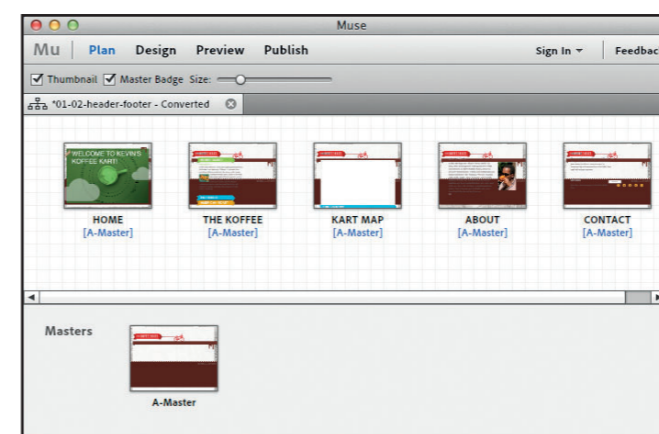 Muse
Mu Plan Design Preview Publish Sign In Feedbac
Thumbnail Master Badge Size:
*01-02-header-footer - Converted
WELCOME TO KEVIN'S
KOFFEE KART!
HOME THE KOFFEE KART MAP ABOUT CONTACT
[A-Master] [A-Master] [A-Master] [A-Master] [A-Master]
Masters
A-Master